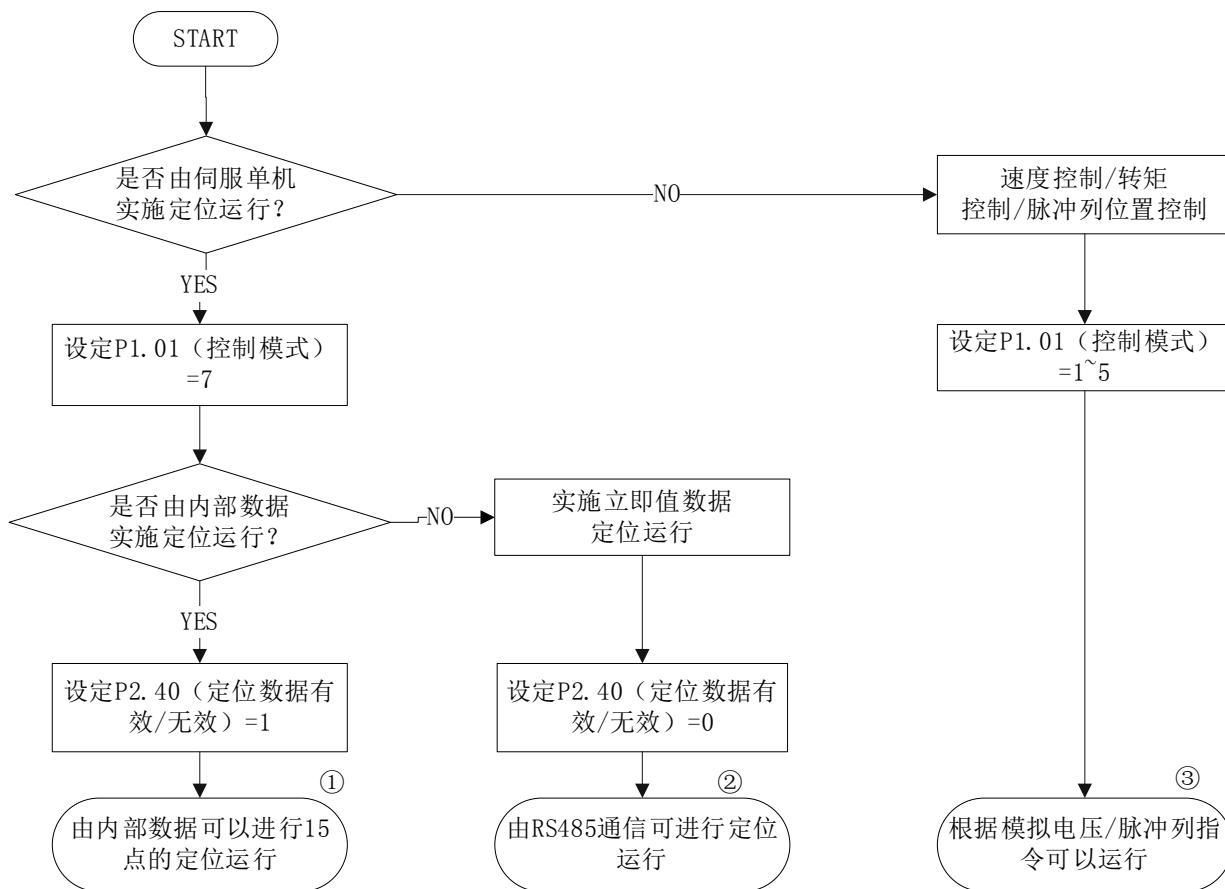 START
是否由伺服单机
实施定位运行？
NO
速度控制/转矩
控制/脉冲列位置控制
YES
设定P1.01（控制模式）
=7
设定P1.01（控制模式）
=1~5
是否由内部数据
实施定位运行？
NO
实施立即值数据
定位运行
YES
设定P2.40（定位数据有
效/无效）=1
设定P2.40（定位数据有
效/无效）=0
①
由内部数据可以进行15
点的定位运行
②
由RS485通信可进行定位
运行
③
根据模拟电压/脉冲列指
令可以运行